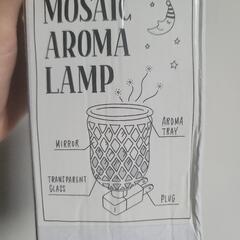 MOSAIC
AROMA
LAMP
AROMA
TRAY
MIRROR
TRANSPARENT
GLASS
PLUG